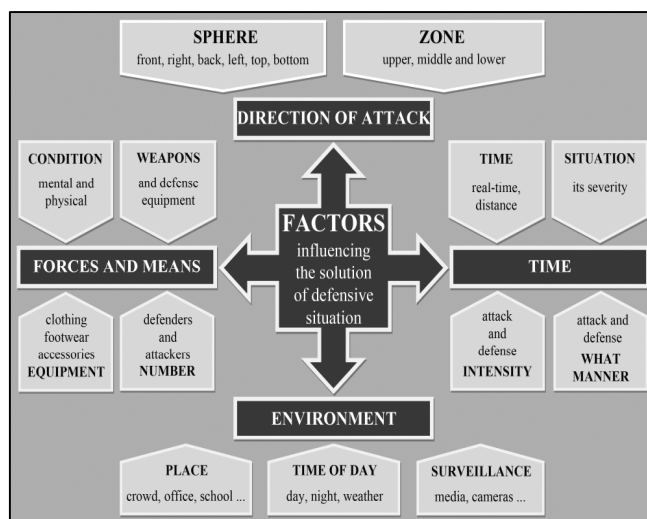 SPHERE
front, right, back, left, top, bottom
ZONE
upper, middle and lower
DIRECTION OF ATTACK
CONDITION
mental and
physical
WEAPONS
and defense
equipment
TIME
real-time,
distance
SITUATION
its severity
FACTORS
influencing
the solution
of defensive
situation
FORCES AND MEANS
TIME
clothing
footwear
accessories
EQUIPMENT
defenders
and
attackers
NUMBER
attack
and
defense
INTENSITY
attack and
defense
WHAT
MANNER
ENVIRONMENT
PLACE
crowd, office, school ...
TIME OF DAY
day, night, weather
SURVEILLANCE
media, cameras ...